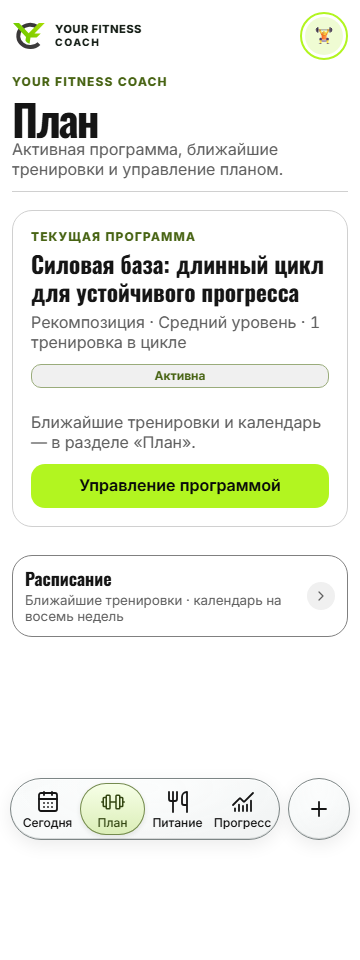 YOUR FITNESS
COACH
YOUR FITNESS COACH
План
Активная программа, ближайшие
тренировки и управление планом.
ТЕКУЩАЯ ПРОГРАММА
Силовая база: длинный цикл
для устойчивого прогресса
Рекомпозиция · Средний уровень · 1
тренировка в цикле
Активна
Ближайшие тренировки и календарь
— в разделе «План».
Управление программой
Расписание
Ближайшие тренировки · календарь на
восемь недель
Сегодня План Питание Прогресс